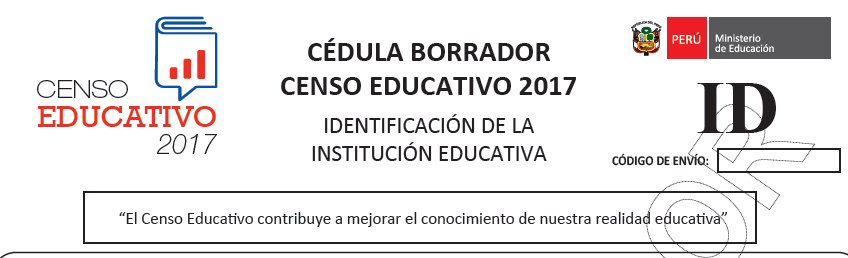 CENSO
EDUCATIVO
2017
CÉDULA BORRADOR
CENSO EDUCATIVO 2017
IDENTIFICACIÓN DE LA
INSTITUCIÓN EDUCATIVA
PERÚ
Ministerio
de Educación
ID
CÓDIGO DE ENVÍO:
“El Censo Educativo contribuye a mejorar el conocimiento de nuestra realidad educativa”
OR